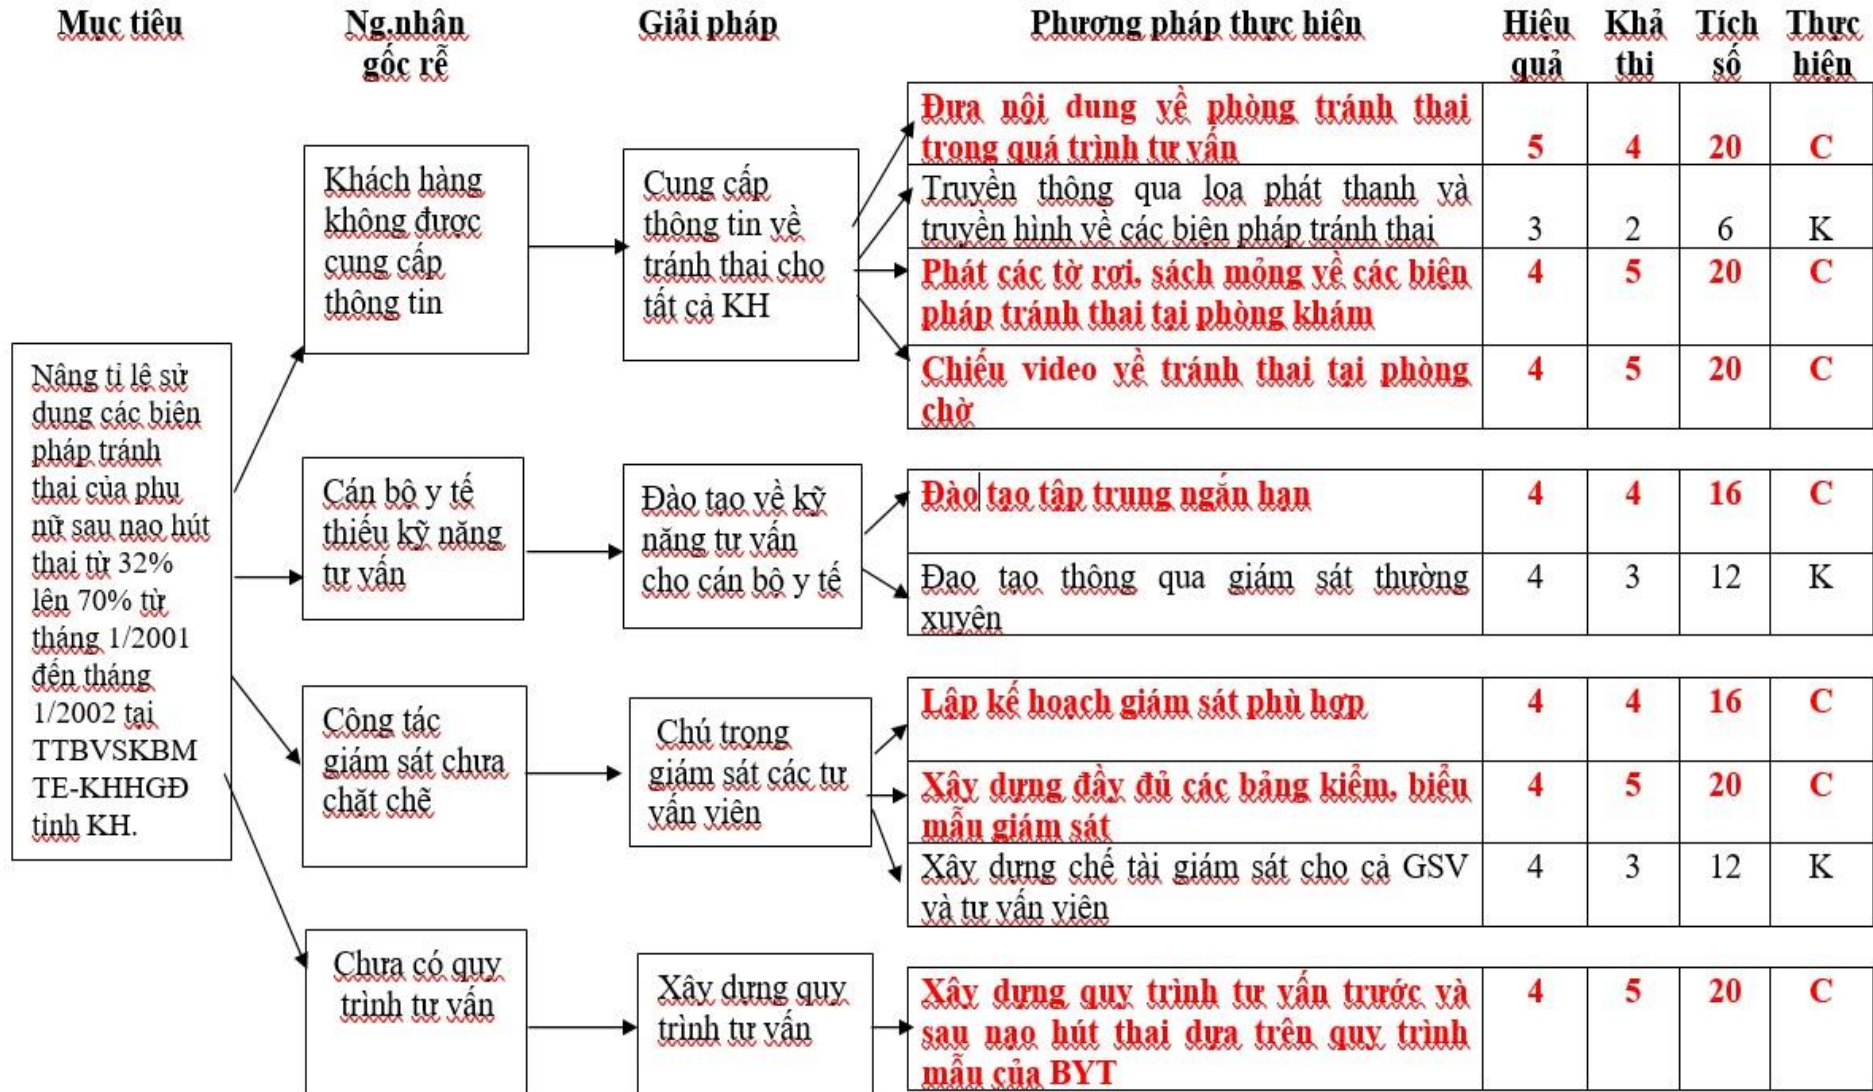 Mục tiêu
Ng.nhân
gốc rễ
Giải pháp
Phương pháp thực hiện
Hiệu
quả
Khả
thi
Tích
số
Thực
hiện
Nâng tỉ lệ sử
dụng các biện
pháp tránh
thai của phụ
nữ sau nạo hút
thai từ 32%
lên 70% từ
tháng 1/2001
đến tháng
1/2002 tại
TTBVSKBM
TE-KHHGĐ
tỉnh KH.
Khách hàng
không được
cung cấp
thông tin
Cung cấp
thông tin về
tránh thai cho
tất cả KH
Đưa nội dung về phòng tránh thai
trong quá trình tư vấn
5 4 20 C
Truyền thông qua loa phát thanh và
truyền hình về các biện pháp tránh thai
3 2 6 K
Phát các tờ rơi, sách mỏng về các biện
pháp tránh thai tại phòng khám
4 5 20 C
Chiếu video về tránh thai tại phòng
chờ
4 5 20 C
Cán bộ y tế
thiếu kỹ năng
tư vấn
Đào tạo về kỹ
năng tư vấn
cho cán bộ y tế
Đào tạo tập trung ngắn hạn
4 4 16 C
Đạo tạo thông qua giám sát thường
xuyên
4 3 12 K
Công tác
giám sát chưa
chặt chẽ
Chú trọng
giám sát các tư
vấn viên
Lập kế hoạch giám sát phù hợp
4 4 16 C
Xây dựng đầy đủ các bảng kiểm, biểu
mẫu giám sát
4 5 20 C
Xây dựng chế tài giám sát cho cả GSV
và tư vấn viên
4 3 12 K
Chưa có quy
trình tư vấn
Xây dựng quy
trình tư vấn
Xây dựng quy trình tư vấn trước và
sau nạo hút thai dựa trên quy trình
mẫu của BYT
4 5 20 C